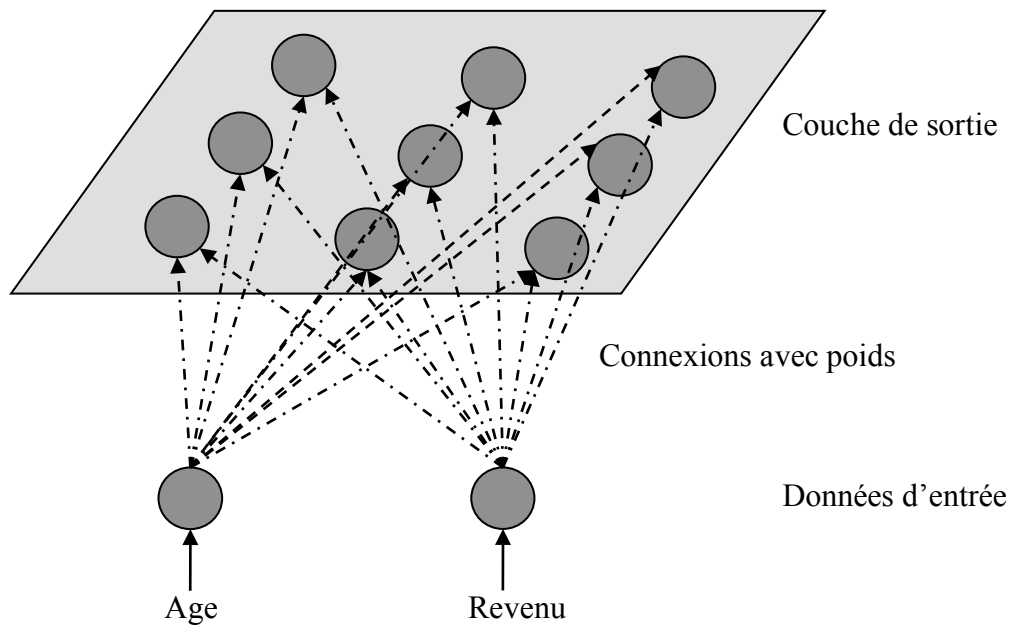 Couche de sortie
Connexions avec poids
Données d’entrée
Age
Revenu